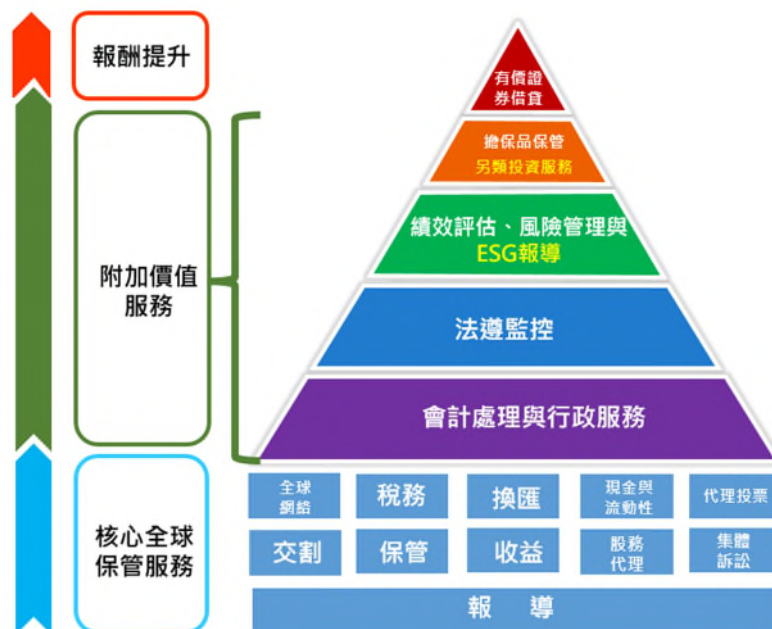 報酬提升
有價證
券借貸
擔保品保管
另類投資服務
績效評估、風險管理與
ESG報導
附加價值
服務
法遵監控
會計處理與行政服務
全球
網絡
稅務
換匯
現金與
流動性
代理投票
核心全球
保管服務
交割
保管
收益
股務
代理
集體
訴訟
報 導